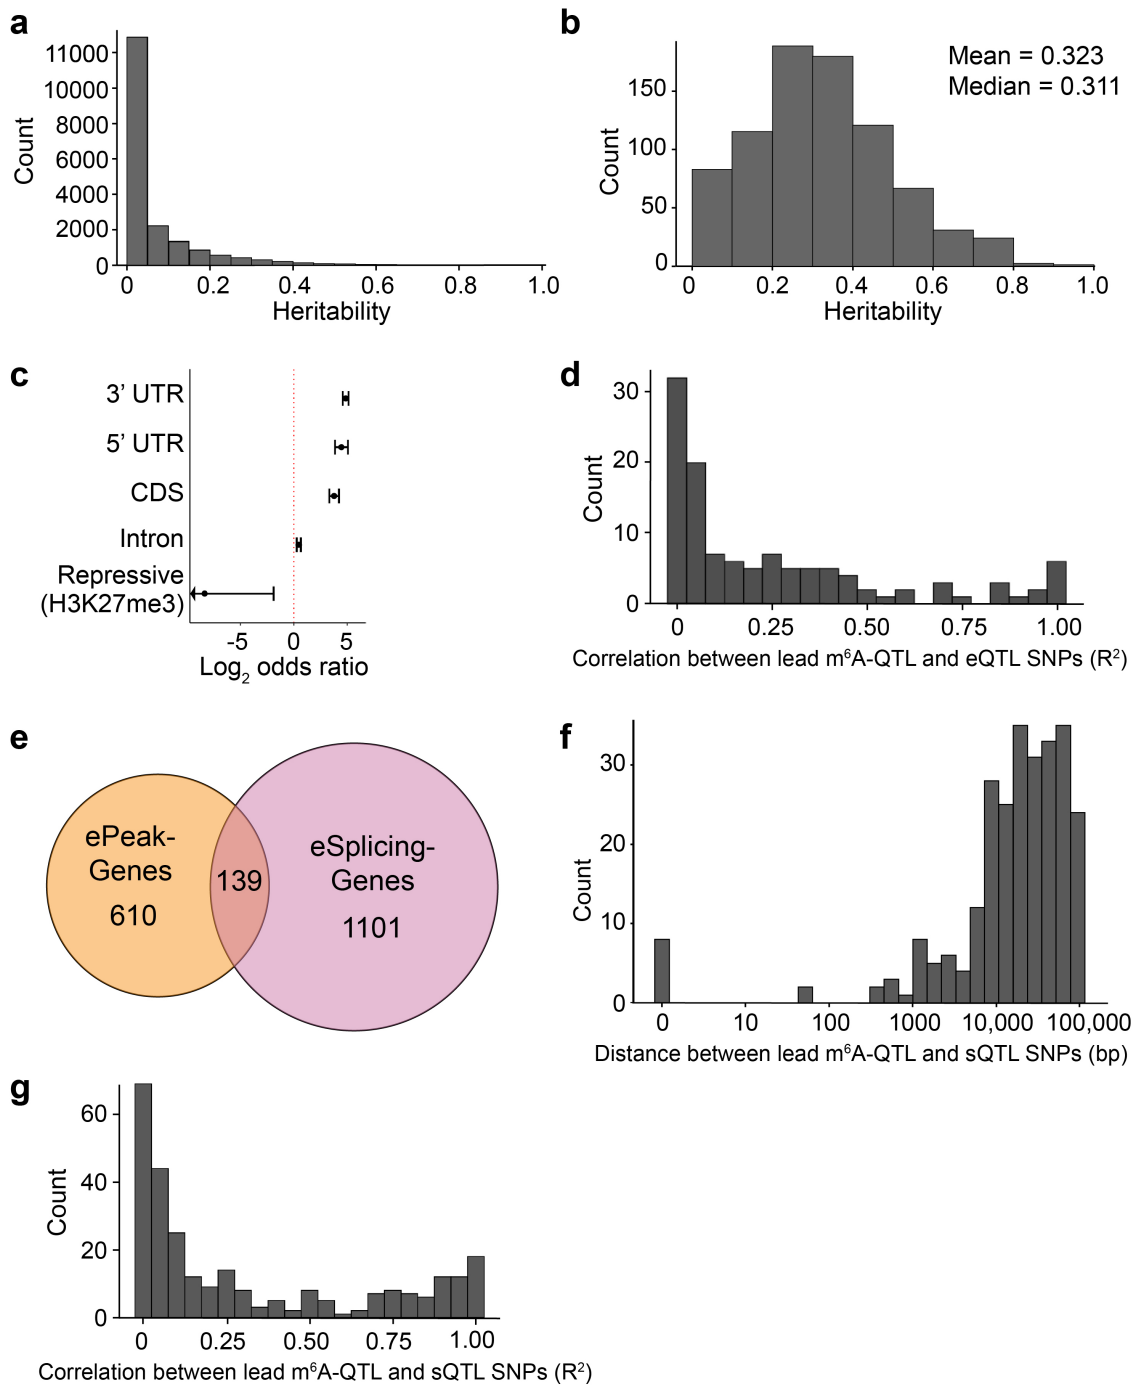 a
11000
10000
8000
6000
4000
2000
0
Count
0 0.2 0.4 0.6 0.8 1.0
Heritability
b
Mean = 0.323
Median = 0.311
150
100
50
0
Count
0 0.2 0.4 0.6 0.8 1.0
Heritability
c
3’ UTR
5’ UTR
CDS
Intron
Repressive
(H3K27me3)
-5 0 5
Log₂ odds ratio
d
30
20
10
0
Count
0 0.25 0.50 0.75 1.00
Correlation between lead m⁶A-QTL and eQTL SNPs (R²)
e
ePeak-
Genes
610
139
eSplicing-
Genes
1101
f
30
20
10
0
Count
0 10 100 1000 10,000 100,000
Distance between lead m⁶A-QTL and sQTL SNPs (bp)
g
60
40
20
0
Count
0 0.25 0.50 0.75 1.00
Correlation between lead m⁶A-QTL and sQTL SNPs (R²)